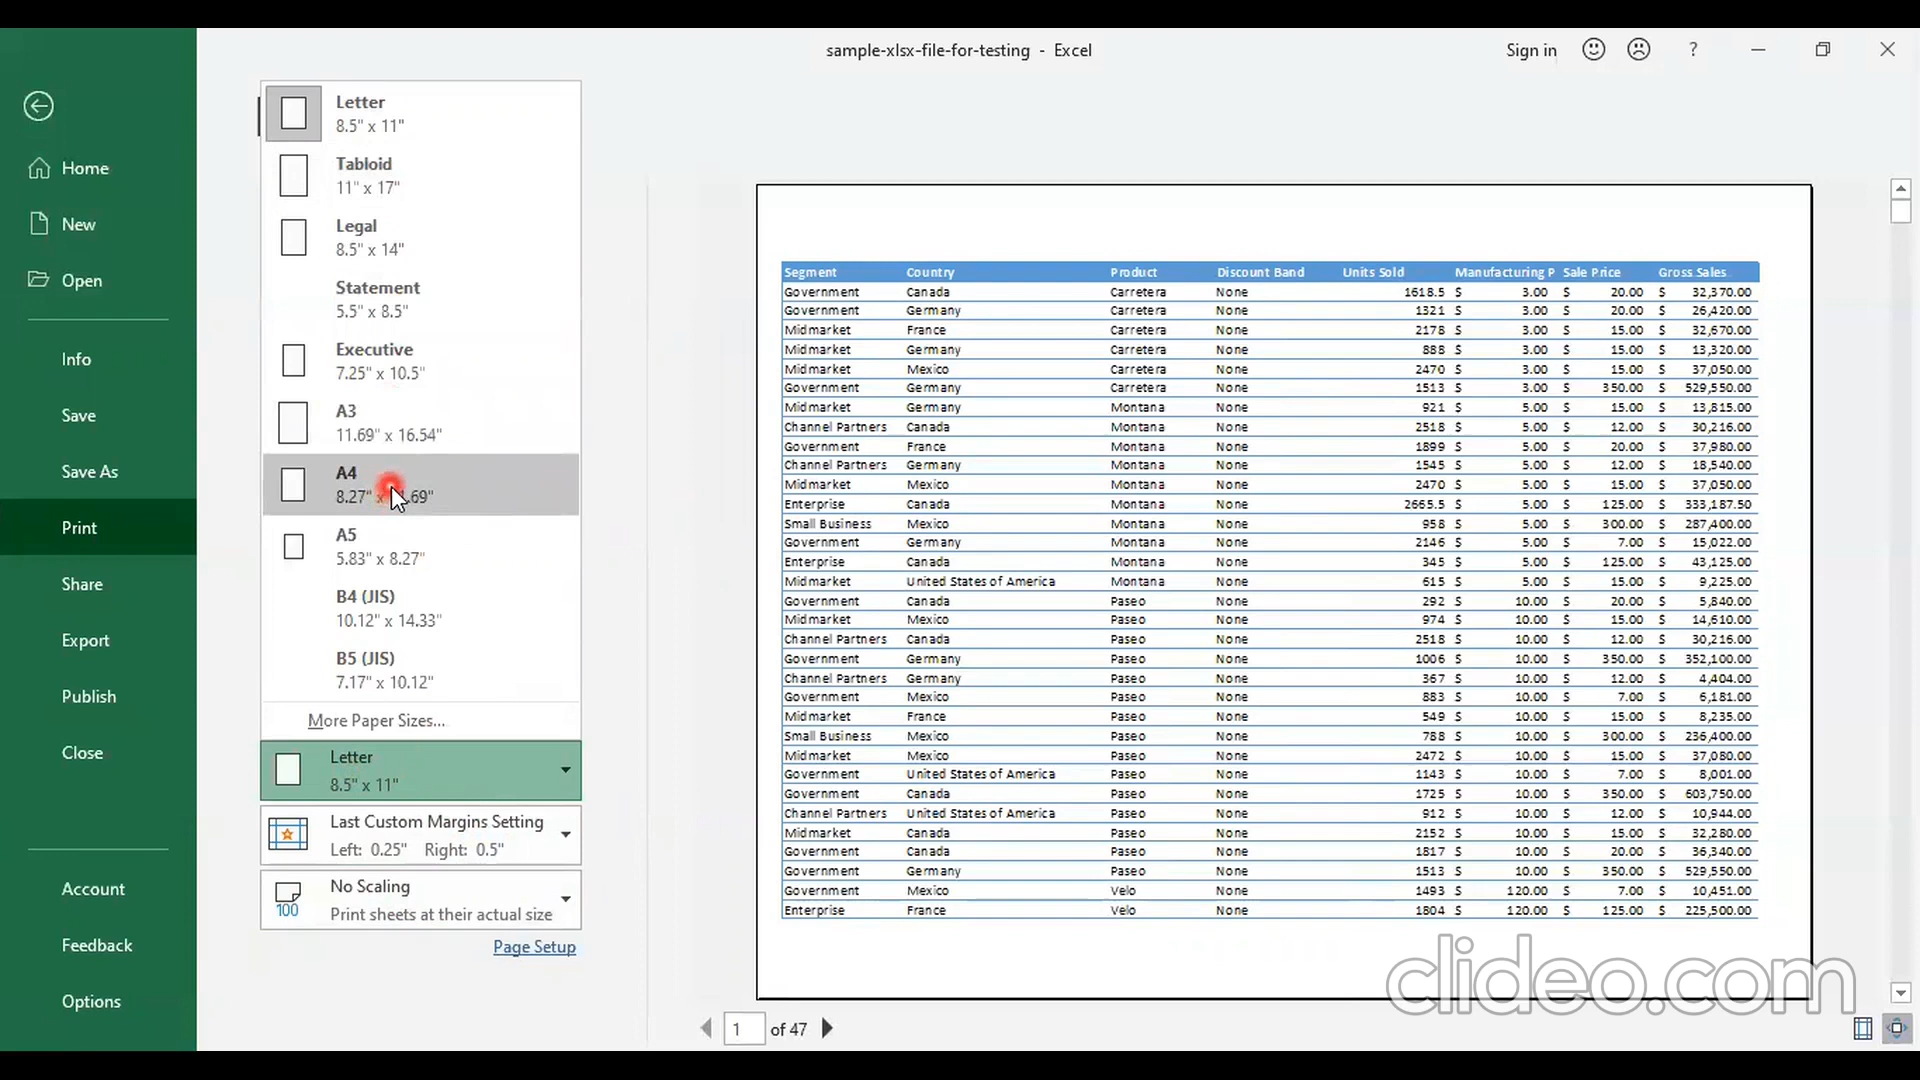 sample-xlsx-file-for-testing - Excel
Sign in
?
Home
New
Open
Info
Save
Save As
Print
Share
Export
Publish
Close
Account
Feedback
Options
Letter
8.5" x 11"
Tabloid
11" x 17"
Legal
8.5" x 14"
Statement
5.5" x 8.5"
Executive
7.25" x 10.5"
A3
11.69" x 16.54"
A4
8.27" x .69"
A5
5.83" x 8.27"
B4 (JIS)
10.12" x 14.33"
B5 (JIS)
7.17" x 10.12"
More Paper Sizes...
Letter
8.5" x 11"
Last Custom Margins Setting
Left: 0.25" Right: 0.5"
No Scaling
100 Print sheets at their actual size
Page Setup
Segment Country Product Discount Band Units Sold Manufacturing P Sale Price Gross Sales
Government Canada Carretera None 1618.5 $ 3.00 $ 20.00 $ 32,370.00
Government Germany Carretera None 1321 $ 3.00 $ 20.00 $ 26,420.00
Midmarket France Carretera None 2178 $ 3.00 $ 15.00 $ 32,670.00
Midmarket Germany Carretera None 888 $ 3.00 $ 15.00 $ 13,320.00
Midmarket Mexico Carretera None 2470 $ 3.00 $ 15.00 $ 37,050.00
Government Germany Carretera None 1513 $ 3.00 $ 350.00 $ 529,550.00
Midmarket Germany Montana None 921 $ 5.00 $ 15.00 $ 13,815.00
Channel Partners Canada Montana None 2518 $ 5.00 $ 12.00 $ 30,216.00
Government France Montana None 1899 $ 5.00 $ 20.00 $ 37,980.00
Channel Partners Germany Montana None 1545 $ 5.00 $ 12.00 $ 18,540.00
Midmarket Mexico Montana None 2470 $ 5.00 $ 15.00 $ 37,050.00
Enterprise Canada Montana None 2665.5 $ 5.00 $ 125.00 $ 333,187.50
Small Business Mexico Montana None 958 $ 5.00 $ 300.00 $ 287,400.00
Government Germany Montana None 2146 $ 5.00 $ 7.00 $ 15,022.00
Enterprise Canada Montana None 345 $ 5.00 $ 125.00 $ 43,125.00
Midmarket United States of America Montana None 615 $ 5.00 $ 15.00 $ 9,225.00
Government Canada Paseo None 292 $ 10.00 $ 20.00 $ 5,840.00
Midmarket Mexico Paseo None 974 $ 10.00 $ 15.00 $ 14,610.00
Channel Partners Canada Paseo None 2518 $ 10.00 $ 12.00 $ 30,216.00
Government Germany Paseo None 1006 $ 10.00 $ 350.00 $ 352,100.00
Channel Partners Germany Paseo None 367 $ 10.00 $ 12.00 $ 4,404.00
Government Mexico Paseo None 883 $ 10.00 $ 7.00 $ 6,181.00
Midmarket France Paseo None 549 $ 10.00 $ 15.00 $ 8,235.00
Small Business Mexico Paseo None 788 $ 10.00 $ 300.00 $ 236,400.00
Midmarket Mexico Paseo None 2472 $ 10.00 $ 15.00 $ 37,080.00
Government United States of America Paseo None 1143 $ 10.00 $ 7.00 $ 8,001.00
Government Canada Paseo None 1725 $ 10.00 $ 350.00 $ 603,750.00
Channel Partners United States of America Paseo None 912 $ 10.00 $ 12.00 $ 10,944.00
Midmarket Canada Paseo None 2152 $ 10.00 $ 15.00 $ 32,280.00
Government Canada Paseo None 1817 $ 10.00 $ 20.00 $ 36,340.00
Government Germany Paseo None 1513 $ 10.00 $ 350.00 $ 529,550.00
Government Mexico Velo None 1493 $ 120.00 $ 7.00 $ 10,451.00
Enterprise France Velo None 1804 $ 120.00 $ 125.00 $ 225,500.00
clideo.com
1 of 47